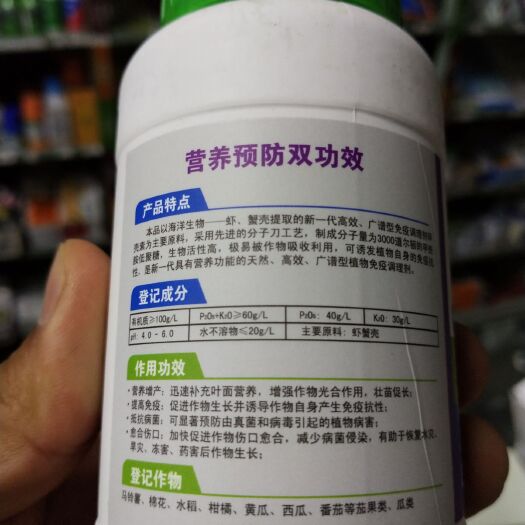 营养预防双功效
产品特点
本品以海洋生物——虾、蟹壳提取的新一代高效、广谱型免疫调理剂
壳素为主要原料，采用先进的分子刀工艺，制成分子量为3000道尔顿的
胺低聚糖，生物活性高，极易被作物吸收利用，可诱发植物自身的免疫抗
性，是新一代具有营养功能的天然、高效、广谱型植物免疫调理剂。
登记成分
有机质≥100g/L P₂O₅+K₂O≥60g/L P₂O₅: 40g/L K₂O: 30g/L
pH: 4.0 - 6.0 水不溶物≤20g/L 主要原料: 虾蟹壳
作用功效
·营养增产: 迅速补充叶面营养，增强作物光合作用，壮苗促长;
·提高免疫: 促进作物生长并诱导作物自身产生免疫抗性;
·抵抗病菌: 可显著预防由真菌和病毒引起的植物病害;
·愈合伤口: 加快促进作物伤口愈合，减少病菌侵染，有助于恢复水灾、
旱灾、冻害、药害后作物生长;
登记作物
马铃薯、棉花、水稻、柑橘、黄瓜、西瓜、番茄等茄果类、瓜类